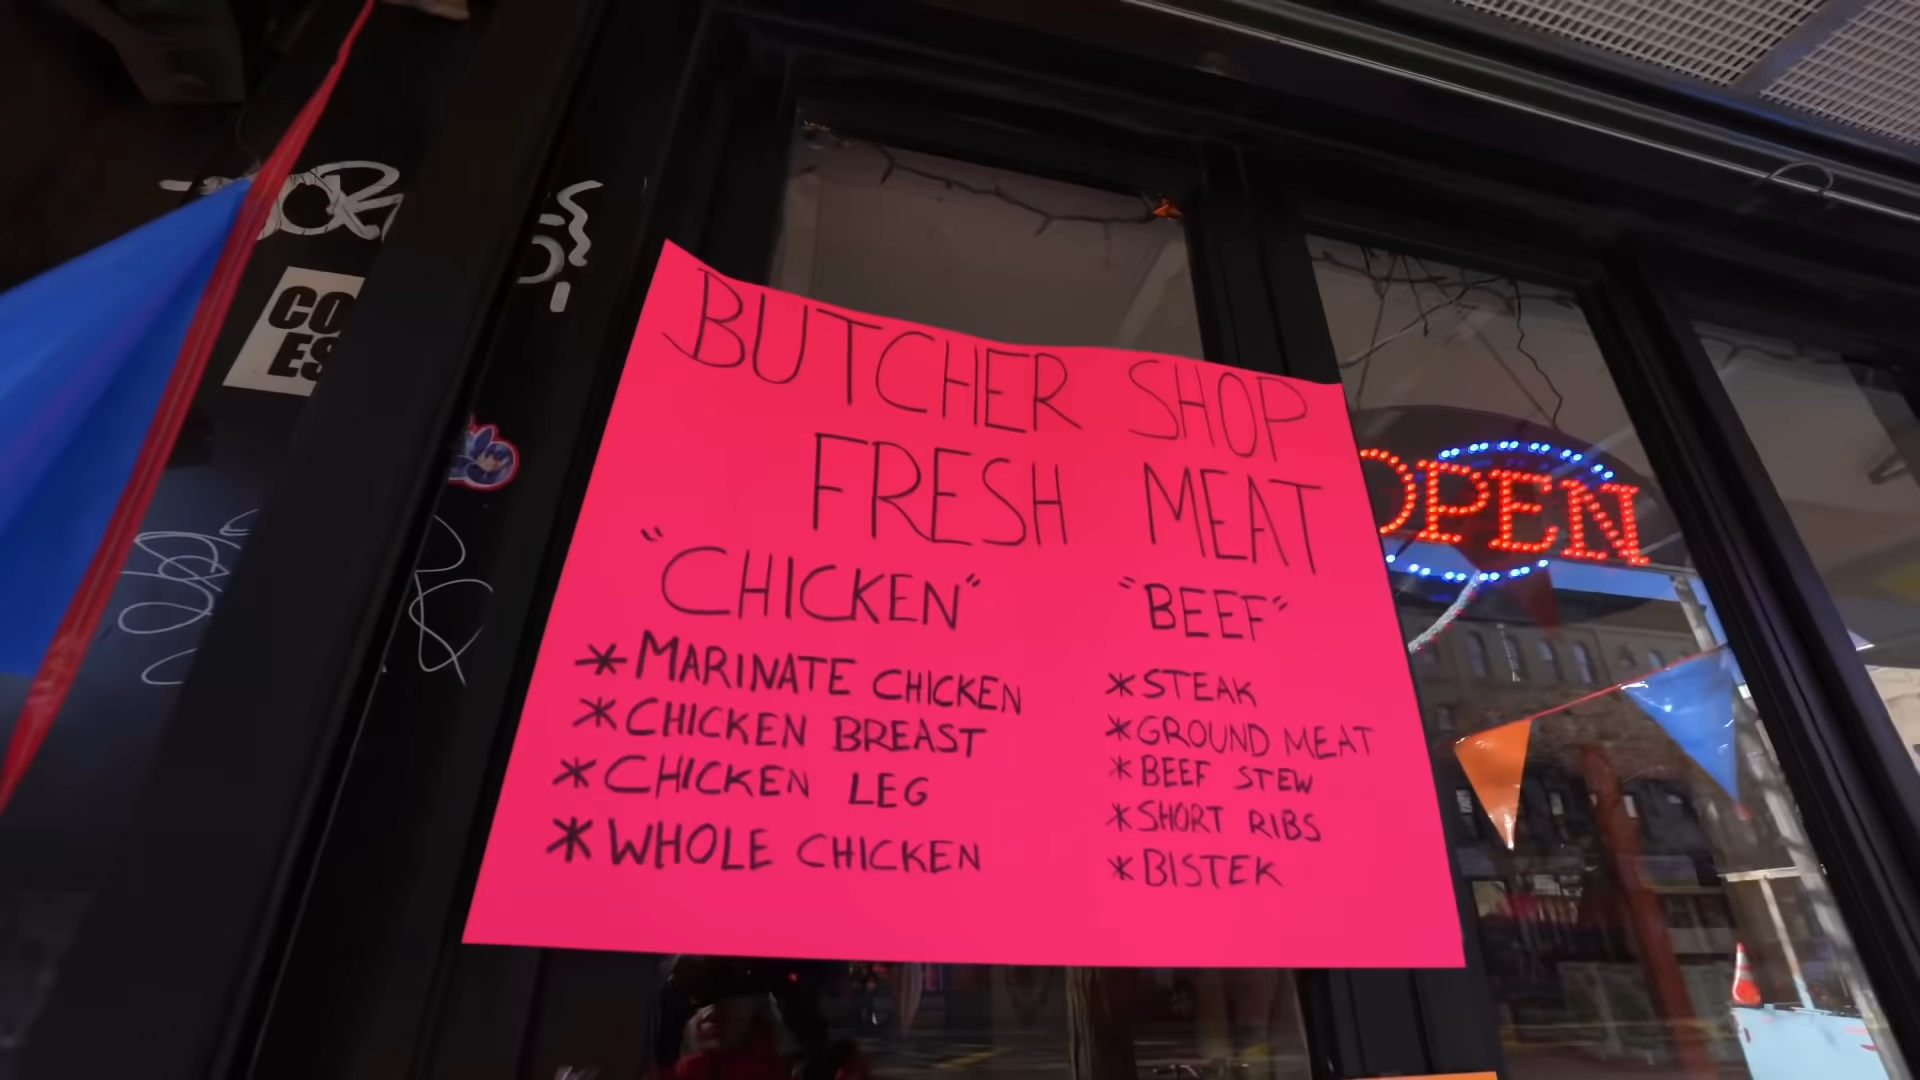 CO
ES
BUTCHER SHOP
FRESH MEAT
"CHICKEN"
*MARINATE CHICKEN
*CHICKEN BREAST
*CHICKEN LEG
*WHOLE CHICKEN
"BEEF"
*STEAK
*GROUND MEAT
*BEEF STEW
*SHORT RIBS
*BISTEK
OPEN